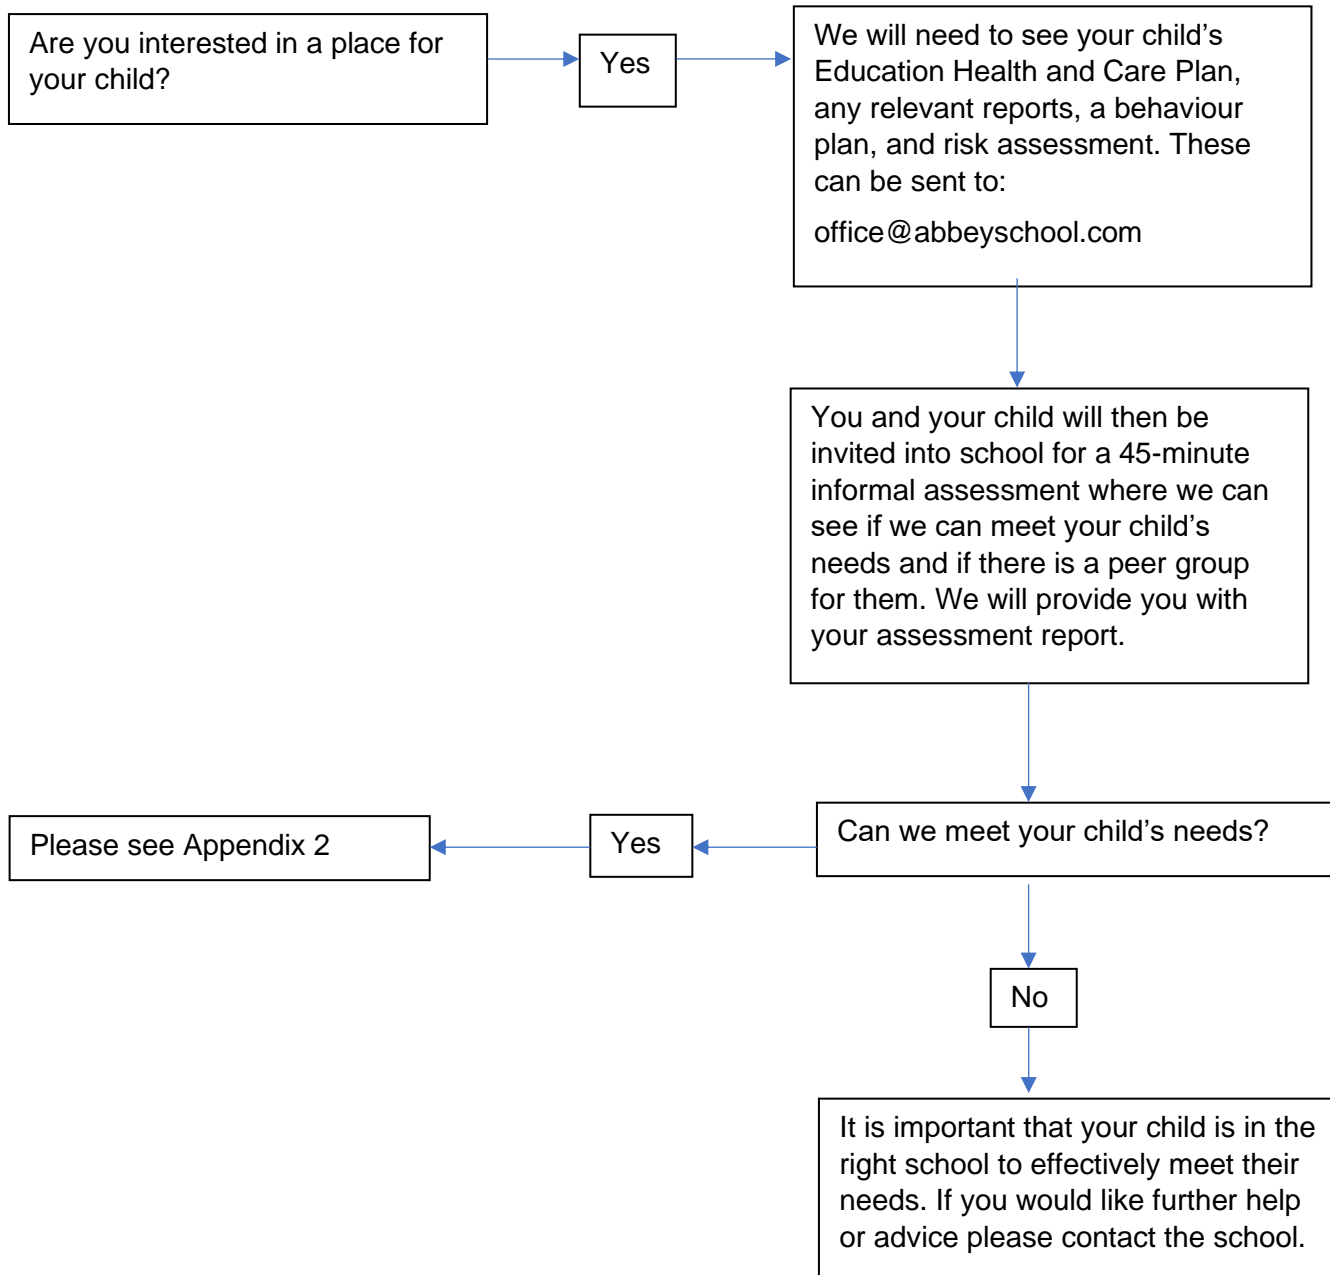 Are you interested in a place for
your child?
Yes
We will need to see your child’s
Education Health and Care Plan,
any relevant reports, a behaviour
plan, and risk assessment. These
can be sent to:
office@abbeyschool.com
You and your child will then be
invited into school for a 45-minute
informal assessment where we can
see if we can meet your child’s
needs and if there is a peer group
for them. We will provide you with
your assessment report.
Can we meet your child’s needs?
Yes
Please see Appendix 2
No
It is important that your child is in the
right school to effectively meet their
needs. If you would like further help
or advice please contact the school.